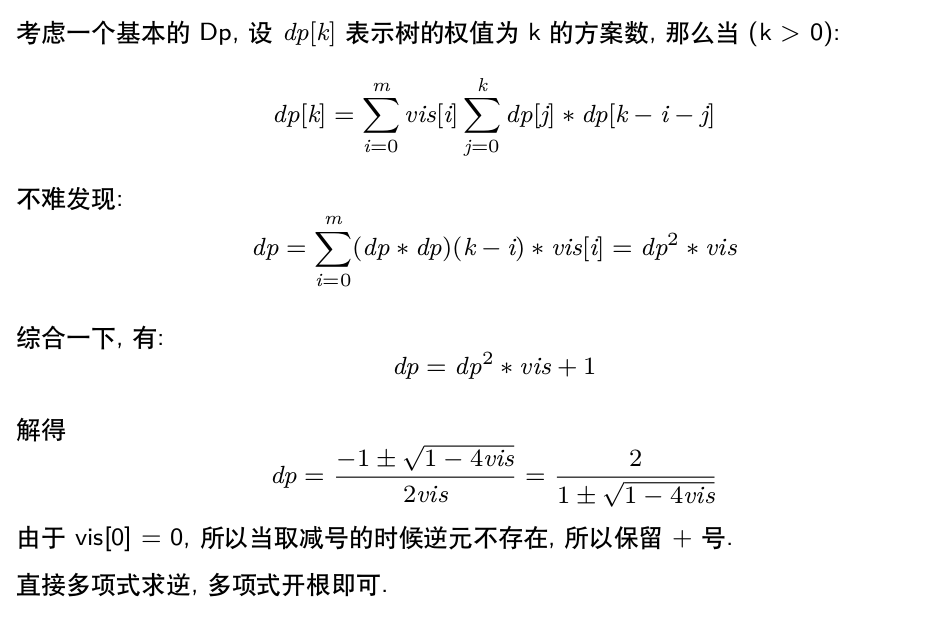 考虑一个基本的 Dp, 设 dp[k] 表示树的权值为 k 的方案数, 那么当 (k > 0):
dp[k] = \sum_{i=0}^{m} vis[i] \sum_{j=0}^{k} dp[j] * dp[k − i − j]
不难发现:
dp = \sum_{i=0}^{m} (dp * dp)(k − i) * vis[i] = dp^2 * vis
综合一下, 有:
dp = dp^2 * vis + 1
解得
dp = \frac{−1 ± \sqrt{1 − 4vis}}{2vis} = \frac{2}{1 ± \sqrt{1 − 4vis}}
由于 vis[0] = 0, 所以当取减号的时候逆元不存在, 所以保留 + 号.
直接多项式求逆, 多项式开根即可.